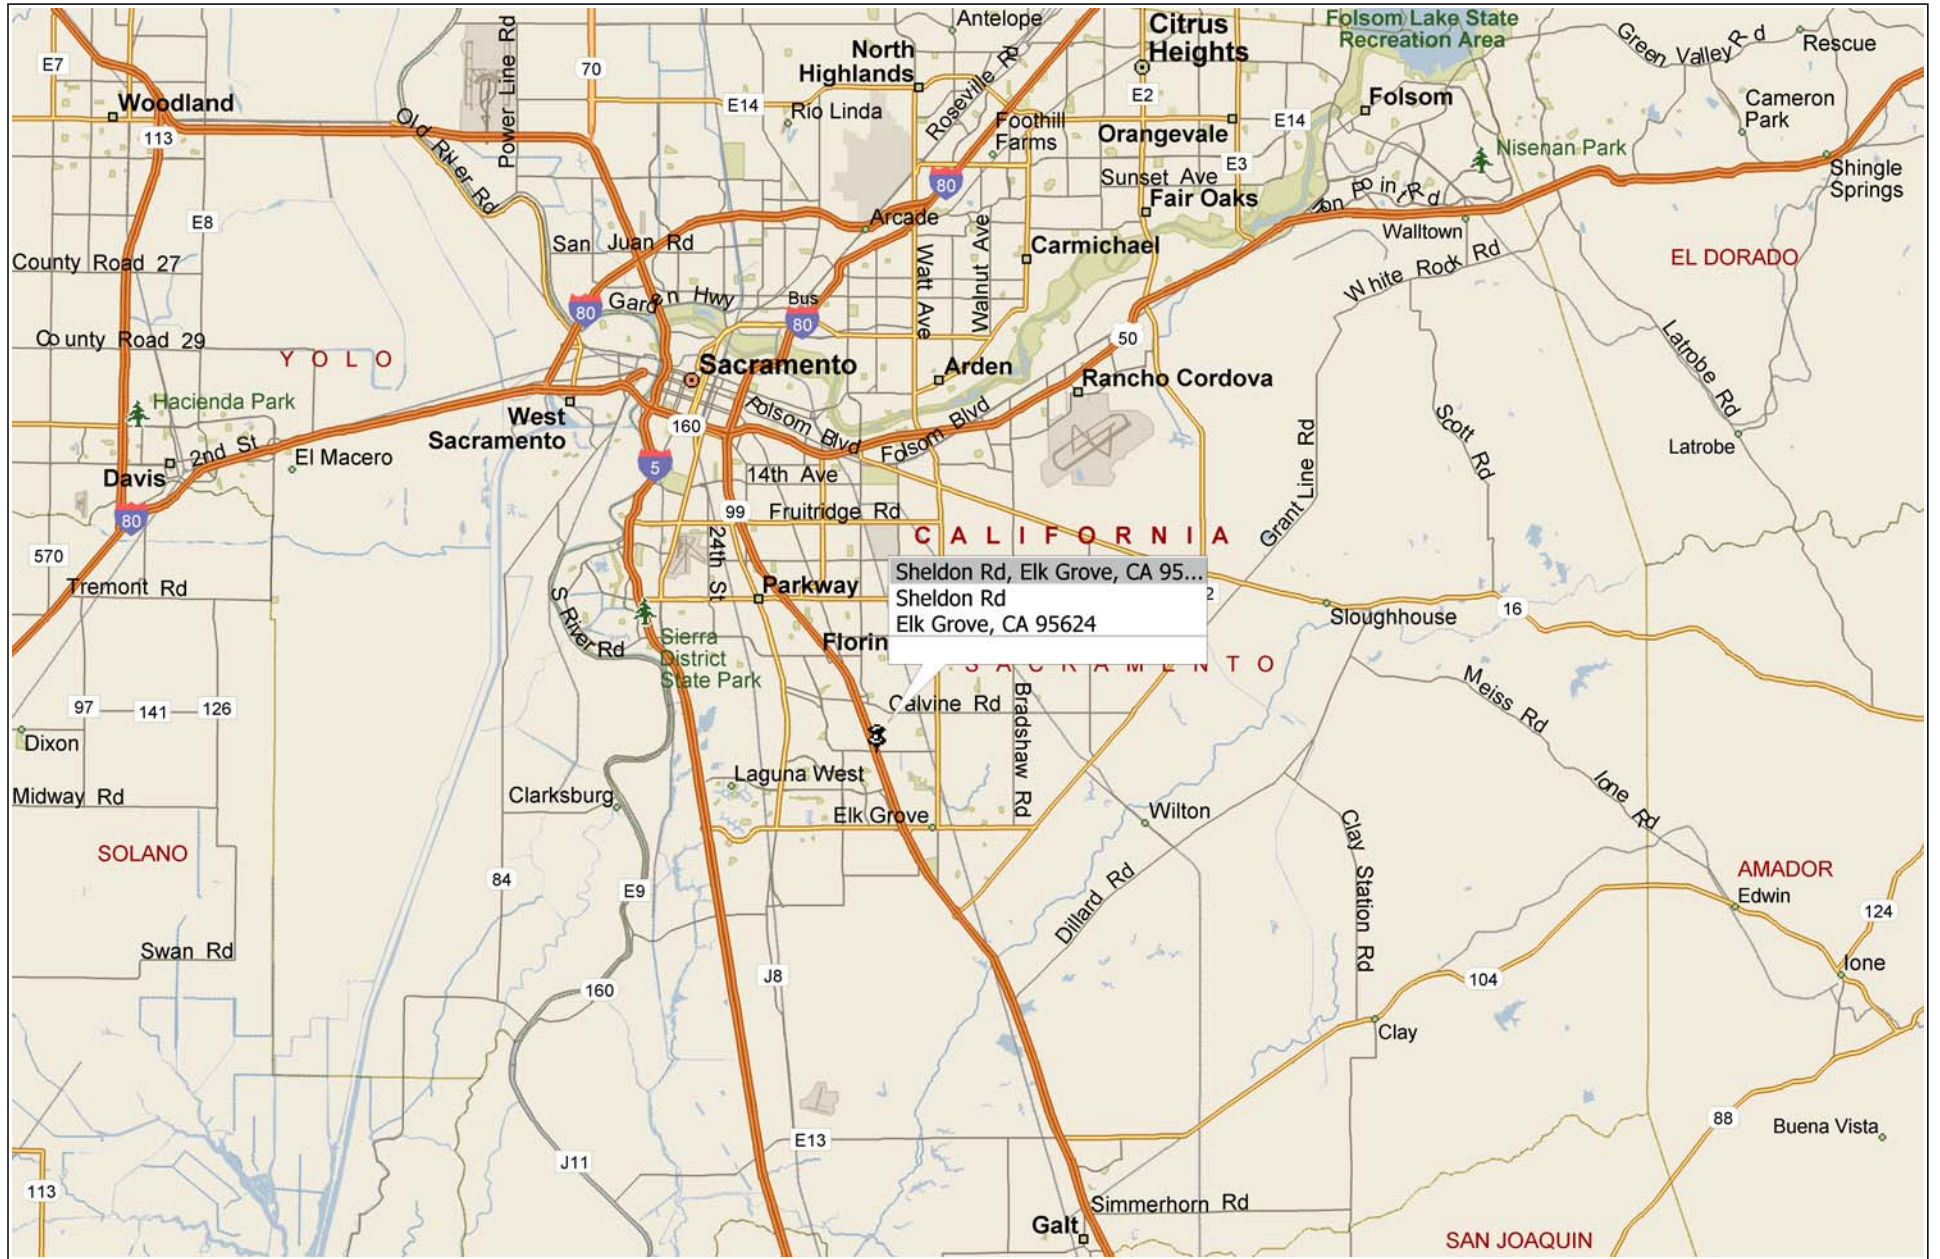 Antelope
Citrus
Heights
Folsom Lake State
Recreation Area
Green Valley Rd
Rescue
E7
Power Line Rd
70
North
Highlands
Roseville Rd
E2
Folsom
Cameron
Park
Woodland
E14
Rio Linda
Foothill
Farms
Orangevale
E14
113
Old River Rd
Nisenan Park
E3
Shingle
Springs
80
Sunset Ave
Iron Point Rd
Fair Oaks
E8
Arcade
Walltown
San Juan Rd
Watt Ave
Walnut Ave
Carmichael
White Rock Rd
EL DORADO
County Road 27
80
Garden Hwy
Bus
80
50
County Road 29
YOLO
Sacramento
Arden
Rancho Cordova
Latrobe Rd
Hacienda Park
West
Sacramento
160
Folsom Blvd
Folsom Blvd
Grant Line Rd
Scott Rd
Latrobe
2nd St
El Macero
Davis
5
14th Ave
80
99
Fruitridge Rd
24th St
CALIFORNIA
570
Tremont Rd
S River Rd
Parkway
Sheldon Rd, Elk Grove, CA 95...
Sheldon Rd
Elk Grove, CA 95624
2
Sloughhouse
16
Florin
Sierra
District
State Park
SACRAMENTO
Meiss Rd
97
141
126
Calvine Rd
Bradshaw Rd
Dixon
Laguna West
Midway Rd
Clarksburg
Elk Grove
Wilton
Ione Rd
SOLANO
84
E9
Dillard Rd
Clay Station Rd
AMADOR
Edwin
124
Swan Rd
160
J8
104
Ione
Clay
E13
88
Buena Vista
J11
113
Simmerhorn Rd
Galt
SAN JOAQUIN